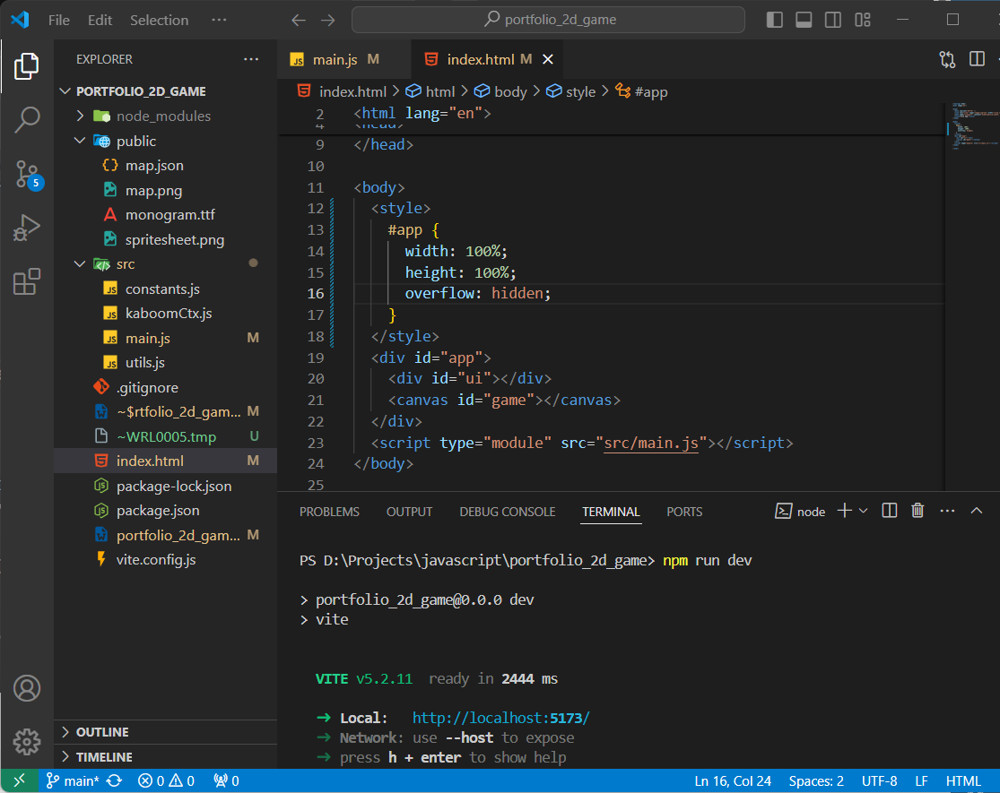 File Edit Selection ··· portfolio_2d_game
EXPLORER ···
PORTFOLIO_2D_GAME
node_modules
public
map.json
map.png
monogram.ttf
spritesheet.png
src
constants.js
kaboomCtx.js
main.js M
utils.js
.gitignore
~$rtfolio_2d_gam... M
~WRL0005.tmp U
index.html M
package-lock.json
package.json
portfolio_2d_gam... M
vite.config.js
OUTLINE
TIMELINE
5
JS main.js M index.html M
index.html > html > body > style > #app
2 <html lang="en">
4 <head>
9 </head>
10
11 <body>
12 <style>
13 #app {
14 width: 100%;
15 height: 100%;
16 overflow: hidden;
17 }
18 </style>
19 <div id="app">
20 <div id="ui"></div>
21 <canvas id="game"></canvas>
22 </div>
23 <script type="module" src="src/main.js"></script>
24 </body>
25
PROBLEMS OUTPUT DEBUG CONSOLE TERMINAL PORTS node
PS D:\Projects\javascript\portfolio_2d_game> npm run dev
> portfolio_2d_game@0.0.0 dev
> vite
VITE v5.2.11 ready in 2444 ms
➜ Local: http://localhost:5173/
➜ Network: use --host to expose
➜ press h + enter to show help
main* 0 0 0 Ln 16, Col 24 Spaces: 2 UTF-8 LF HTML